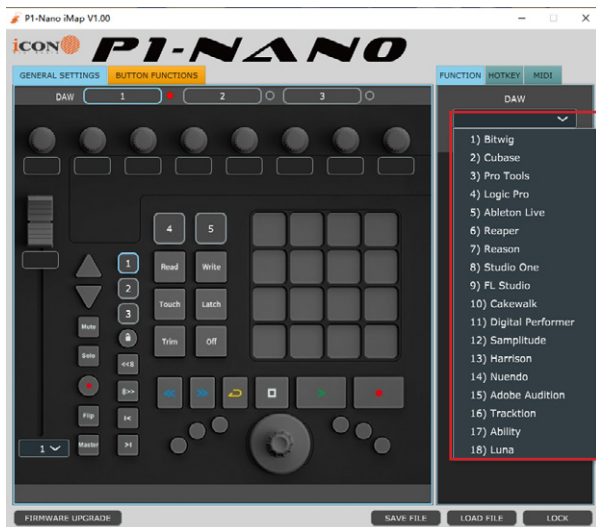 P1-Nano iMap V1.00
iCON P1-NANO
GENERAL SETTINGS BUTTON FUNCTIONS FUNCTION HOTKEY MIDI
DAW 1 2 3 DAW
1) Bitwig
2) Cubase
3) Pro Tools
4) Logic Pro
5) Ableton Live
6) Reaper
7) Reason
8) Studio One
9) FL Studio
10) Cakewalk
11) Digital Performer
12) Samplitude
13) Harrison
14) Nuendo
15) Adobe Audition
16) Tracktion
17) Ability
18) Luna
4 5
1 Read Write
2
Touch Latch
3
Mute
Trim Off
Solo <<8
8>>
Flip I<
1 Master >I
FIRMWARE UPGRADE SAVE FILE LOAD FILE LOCK